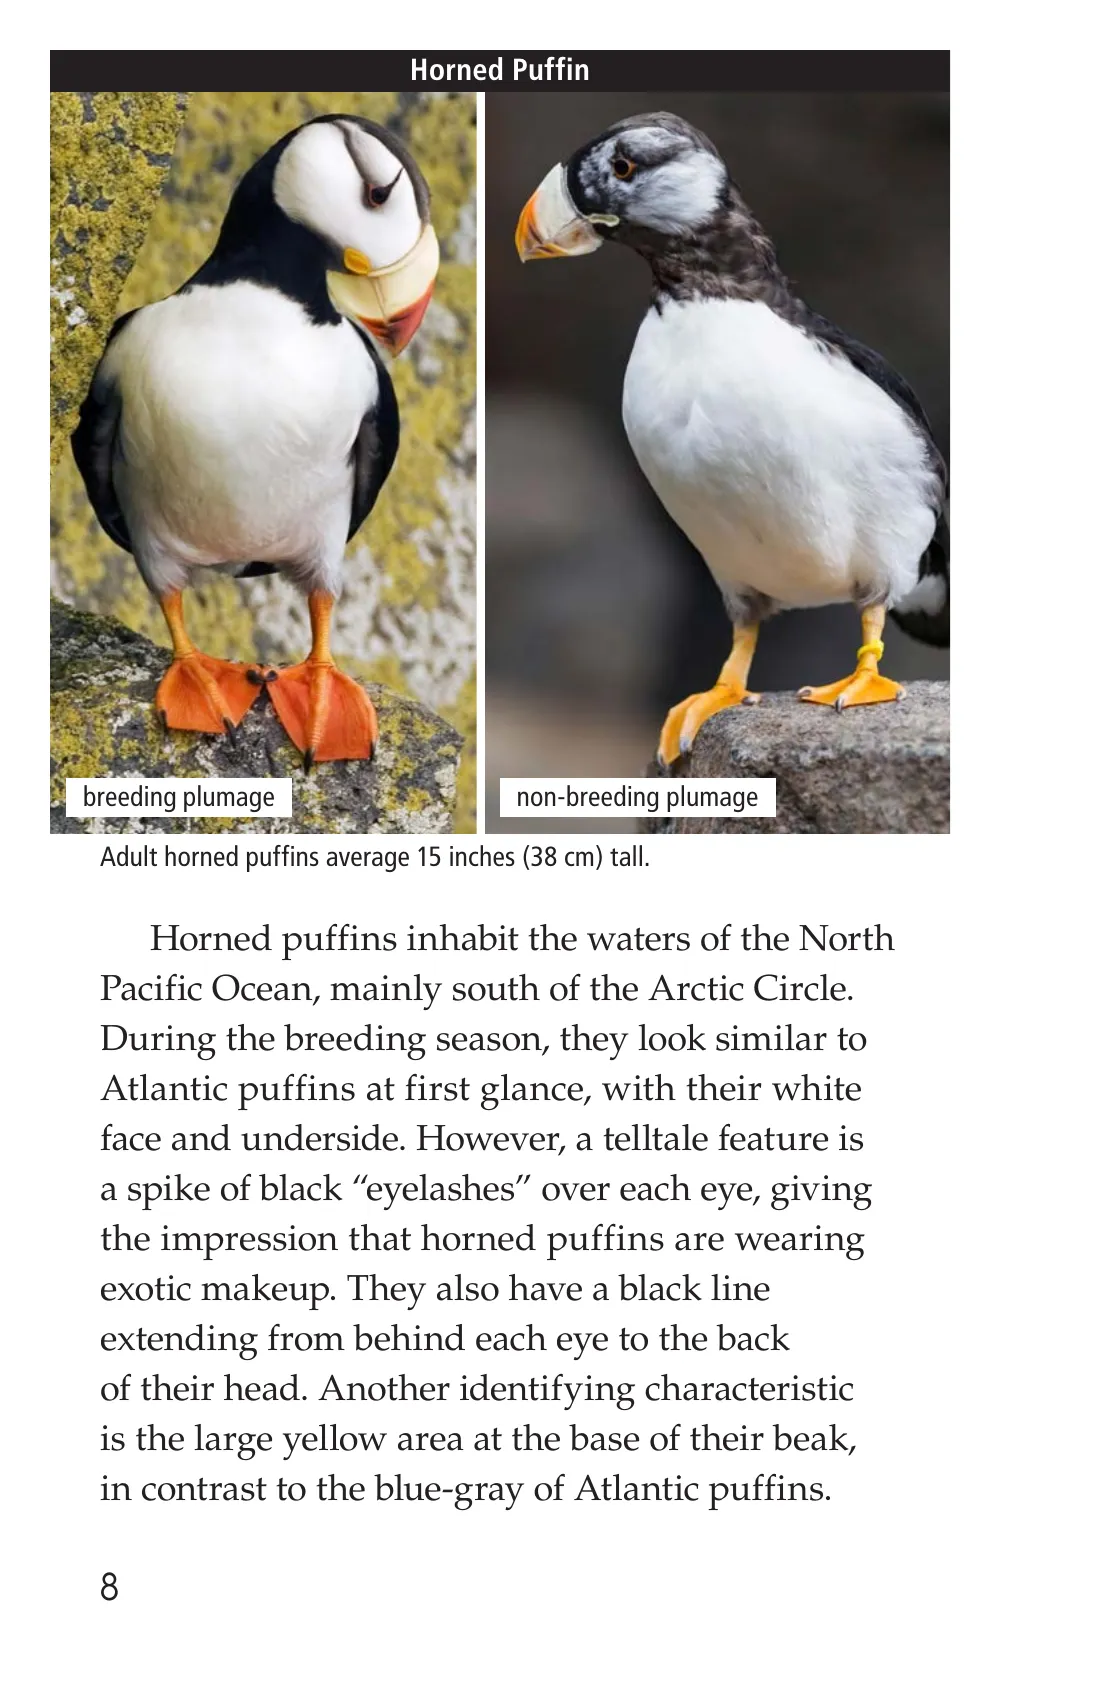 Horned Puffin
breeding plumage
non-breeding plumage
Adult horned puffins average 15 inches (38 cm) tall.
Horned puffins inhabit the waters of the North
Pacific Ocean, mainly south of the Arctic Circle.
During the breeding season, they look similar to
Atlantic puffins at first glance, with their white
face and underside. However, a telltale feature is
a spike of black “eyelashes” over each eye, giving
the impression that horned puffins are wearing
exotic makeup. They also have a black line
extending from behind each eye to the back
of their head. Another identifying characteristic
is the large yellow area at the base of their beak,
in contrast to the blue-gray of Atlantic puffins.
8